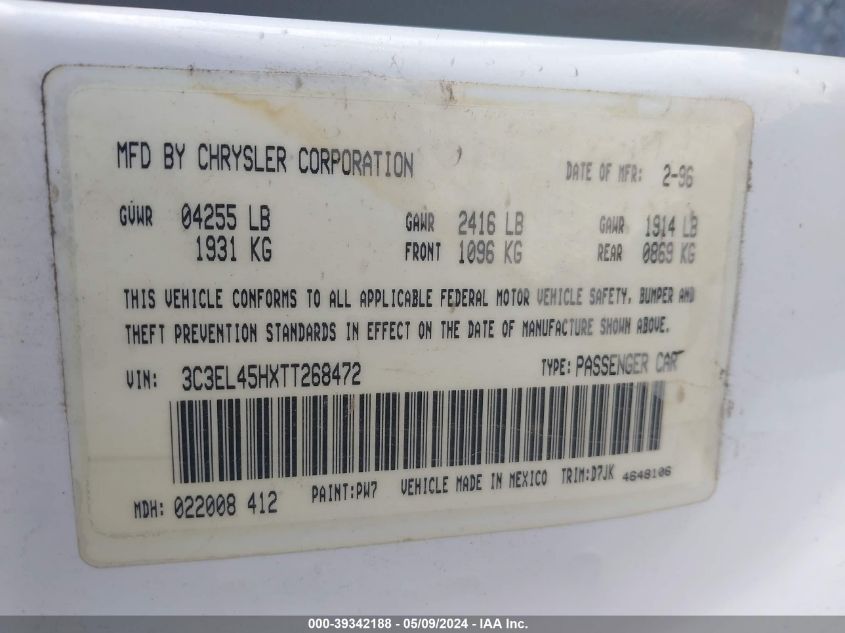 MFD BY CHRYSLER CORPORATION DATE OF MFR: 2-96
GVWR 04255 LB GAWR 2416 LB GAWR 1914 LB
1931 KG FRONT 1096 KG REAR 0869 KG
THIS VEHICLE CONFORMS TO ALL APPLICABLE FEDERAL MOTOR VEHICLE SAFETY, BUMPER AND
THEFT PREVENTION STANDARDS IN EFFECT ON THE DATE OF MANUFACTURE SHOWN ABOVE.
VIN: 3C3EL45HXTT268472 TYPE: PASSENGER CAR
MDH: 022008 412 PAINT:PW7 VEHICLE MADE IN MEXICO TRIM:D7JK 4648106
000-39342188 - 05/09/2024 - IAA Inc.